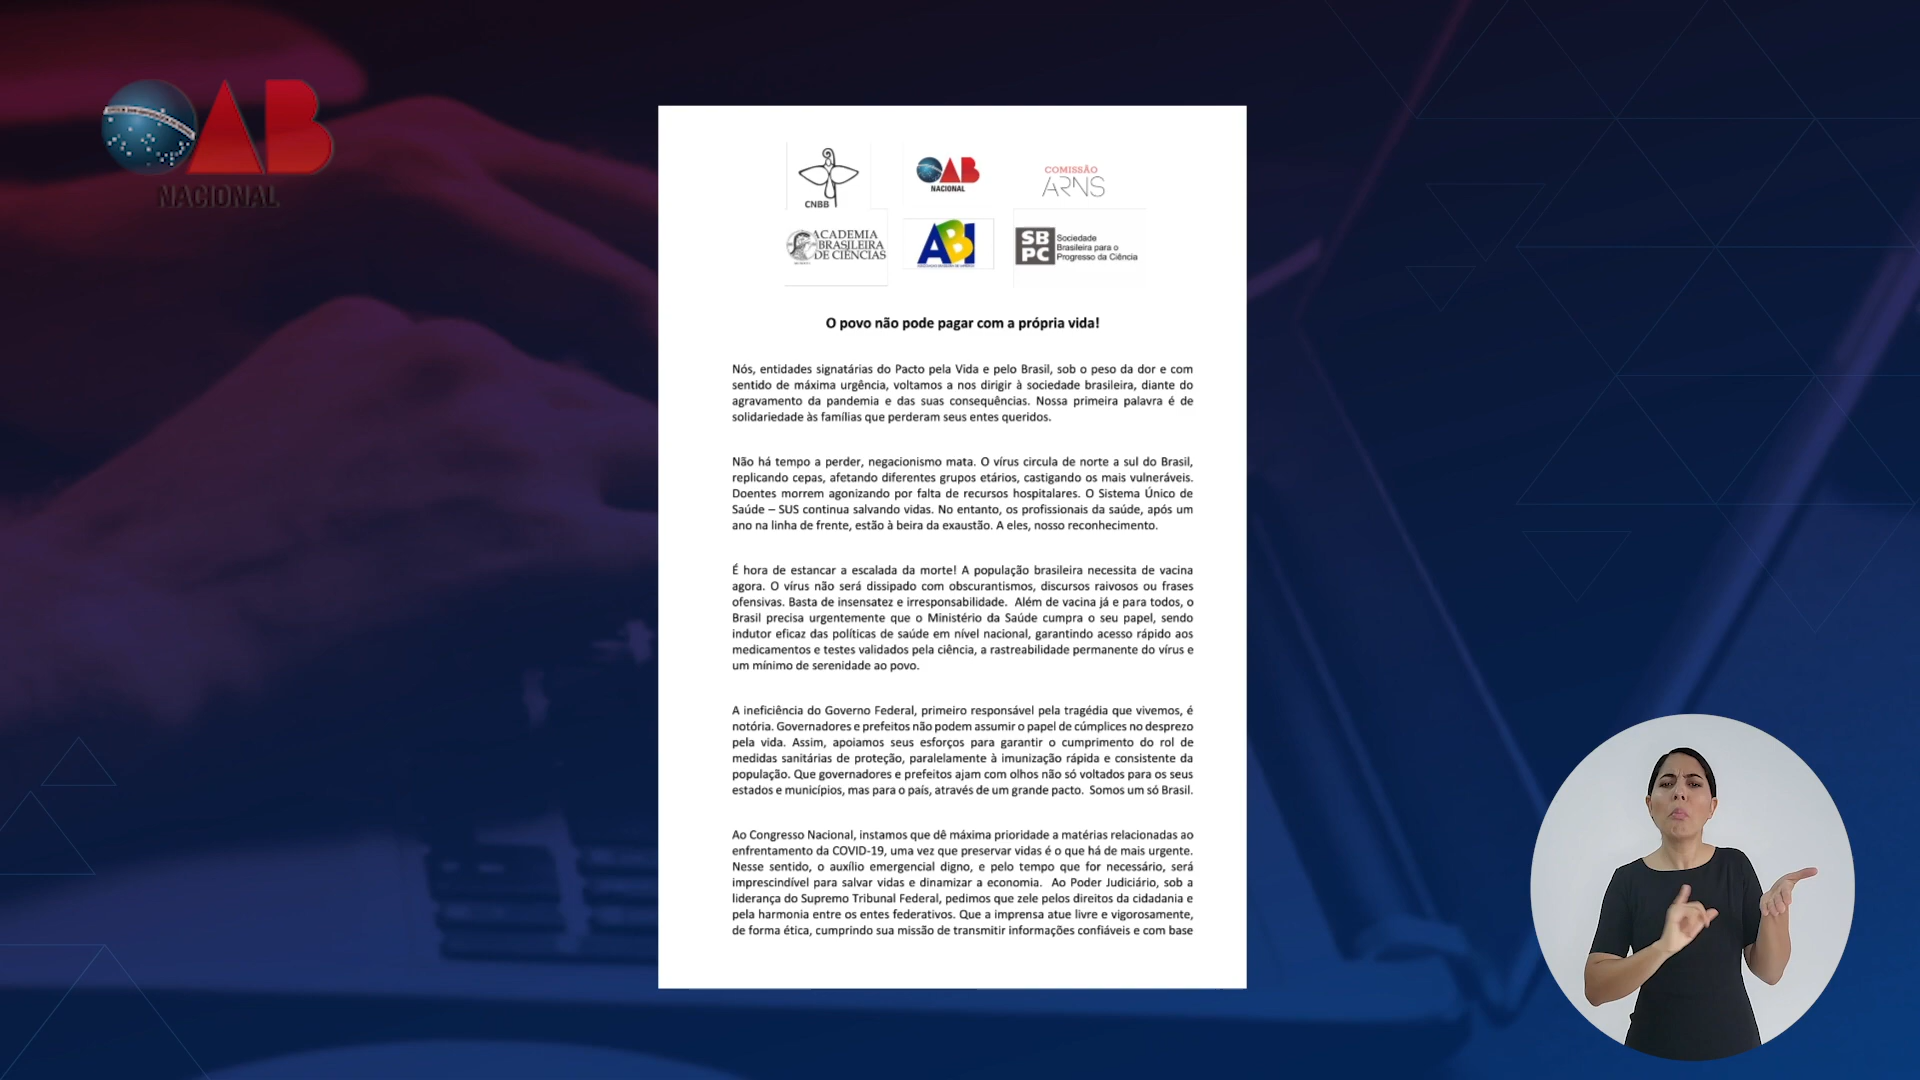 OAB
NACIONAL
CNBB
OAB
NACIONAL
COMISSÃO
ARNS
ACADEMIA
BRASILEIRA
DE CIÊNCIAS
ABI
SB
PC
Sociedade
Brasileira para o
Progresso da Ciência
O povo não pode pagar com a própria vida!
Nós, entidades signatárias do Pacto pela Vida e pelo Brasil, sob o peso da dor e com
sentido de máxima urgência, voltamos a nos dirigir à sociedade brasileira, diante do
agravamento da pandemia e das suas consequências. Nossa primeira palavra é de
solidariedade às famílias que perderam seus entes queridos.
Não há tempo a perder, negacionismo mata. O vírus circula de norte a sul do Brasil,
replicando cepas, afetando diferentes grupos etários, castigando os mais vulneráveis.
Doentes morrem agonizando por falta de recursos hospitalares. O Sistema Único de
Saúde – SUS continua salvando vidas. No entanto, os profissionais da saúde, após um
ano na linha de frente, estão à beira da exaustão. A eles, nosso reconhecimento.
É hora de estancar a escalada da morte! A população brasileira necessita de vacina
agora. O vírus não será dissipado com obscurantismos, discursos raivosos ou frases
ofensivas. Basta de insensatez e irresponsabilidade. Além de vacina já e para todos, o
Brasil precisa urgentemente que o Ministério da Saúde cumpra o seu papel, sendo
indutor eficaz das políticas de saúde em nível nacional, garantindo acesso rápido aos
medicamentos e testes validados pela ciência, a rastreabilidade permanente do vírus e
um mínimo de serenidade ao povo.
A ineficiência do Governo Federal, primeiro responsável pela tragédia que vivemos, é
notória. Governadores e prefeitos não podem assumir o papel de cúmplices no desprezo
pela vida. Assim, apoiamos seus esforços para garantir o cumprimento do rol de
medidas sanitárias de proteção, paralelamente à imunização rápida e consistente da
população. Que governadores e prefeitos ajam com olhos não só voltados para os seus
estados e municípios, mas para o país, através de um grande pacto. Somos um só Brasil.
Ao Congresso Nacional, instamos que dê máxima prioridade a matérias relacionadas ao
enfrentamento da COVID-19, uma vez que preservar vidas é o que há de mais urgente.
Nesse sentido, o auxílio emergencial digno, e pelo tempo que for necessário, será
imprescindível para salvar vidas e dinamizar a economia. Ao Poder Judiciário, sob a
liderança do Supremo Tribunal Federal, pedimos que zele pelos direitos da cidadania e
pela harmonia entre os entes federativos. Que a imprensa atue livre e vigorosamente,
de forma ética, cumprindo sua missão de transmitir informações confiáveis e com base